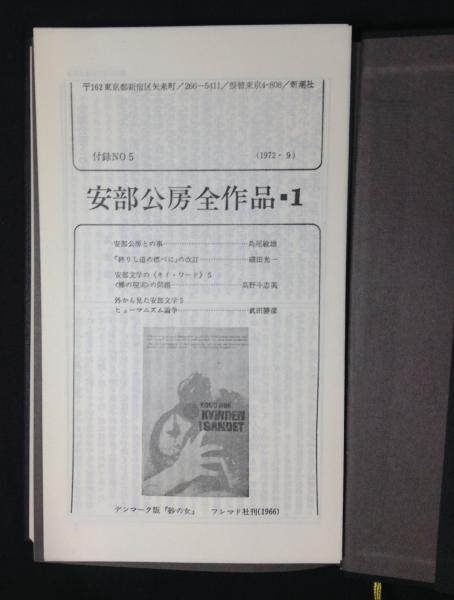 〒162東京都新宿区矢来町/266-5411/振替東京4-808/新潮社
付録NO5
(1972・9)
安部公房全作品・1
安部公房との事……島尾敏雄
「終りし道の標べに」の改訂……磯田光一
安部文学の《キイ・ワード》5
〈裸の現実〉の問題……高野斗志美
外から見た安部文学5
ヒューマニズム論争……武田勝彦
KOBO ABE
KVINDEN
I SANDET
デンマーク版「砂の女」 フレマド社刊(1966)